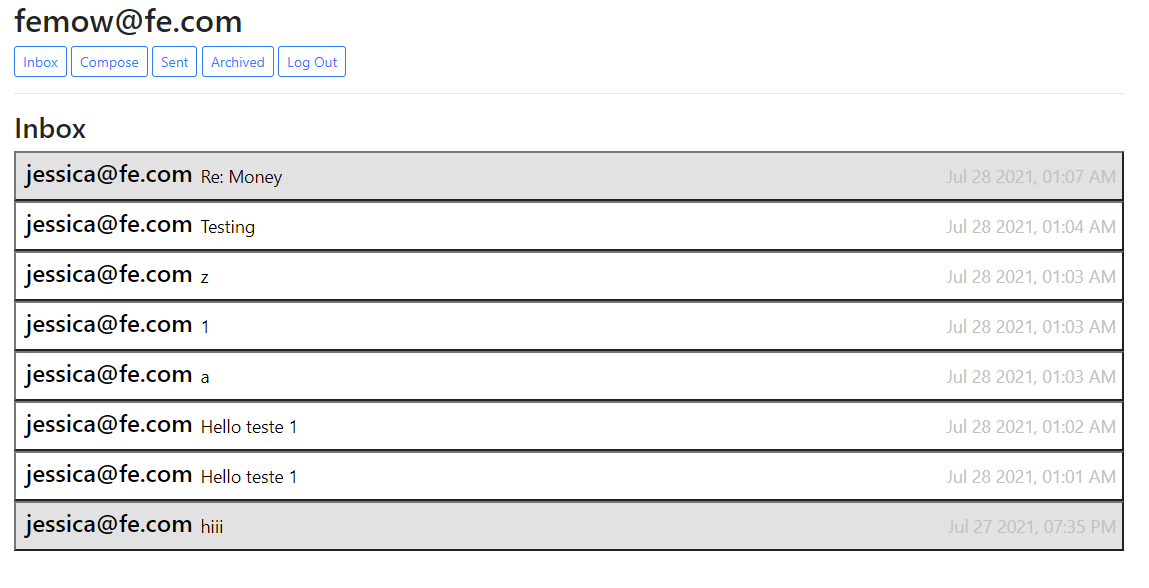 femow@fe.com
Inbox Compose Sent Archived Log Out
Inbox
jessica@fe.com Re: Money Jul 28 2021, 01:07 AM
jessica@fe.com Testing Jul 28 2021, 01:04 AM
jessica@fe.com z Jul 28 2021, 01:03 AM
jessica@fe.com 1 Jul 28 2021, 01:03 AM
jessica@fe.com a Jul 28 2021, 01:03 AM
jessica@fe.com Hello teste 1 Jul 28 2021, 01:02 AM
jessica@fe.com Hello teste 1 Jul 28 2021, 01:01 AM
jessica@fe.com hiii Jul 27 2021, 07:35 PM